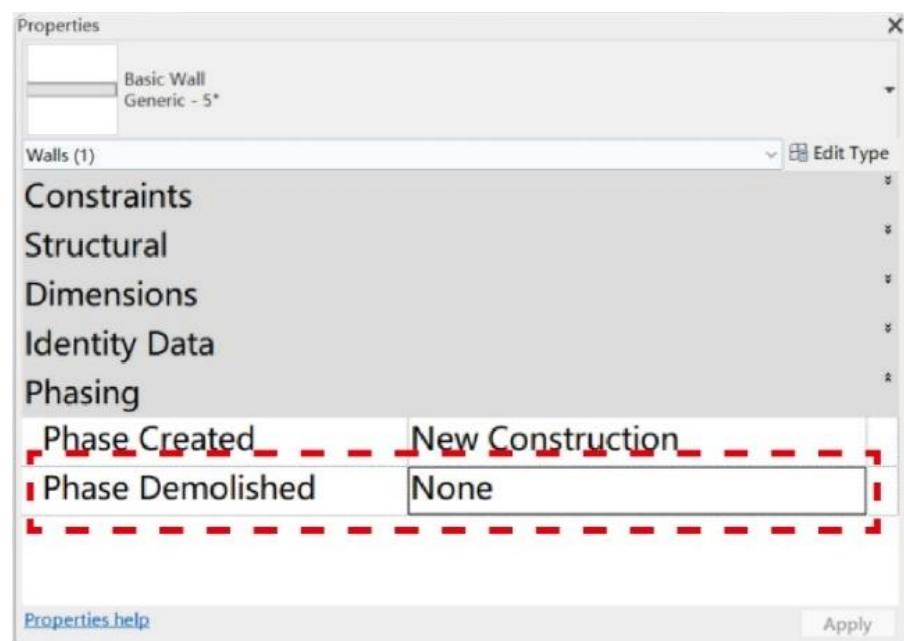 Properties
Basic Wall
Generic - 5"
Walls (1)
Edit Type
Constraints
Structural
Dimensions
Identity Data
Phasing
Phase Created New Construction
Phase Demolished None
Properties help
Apply